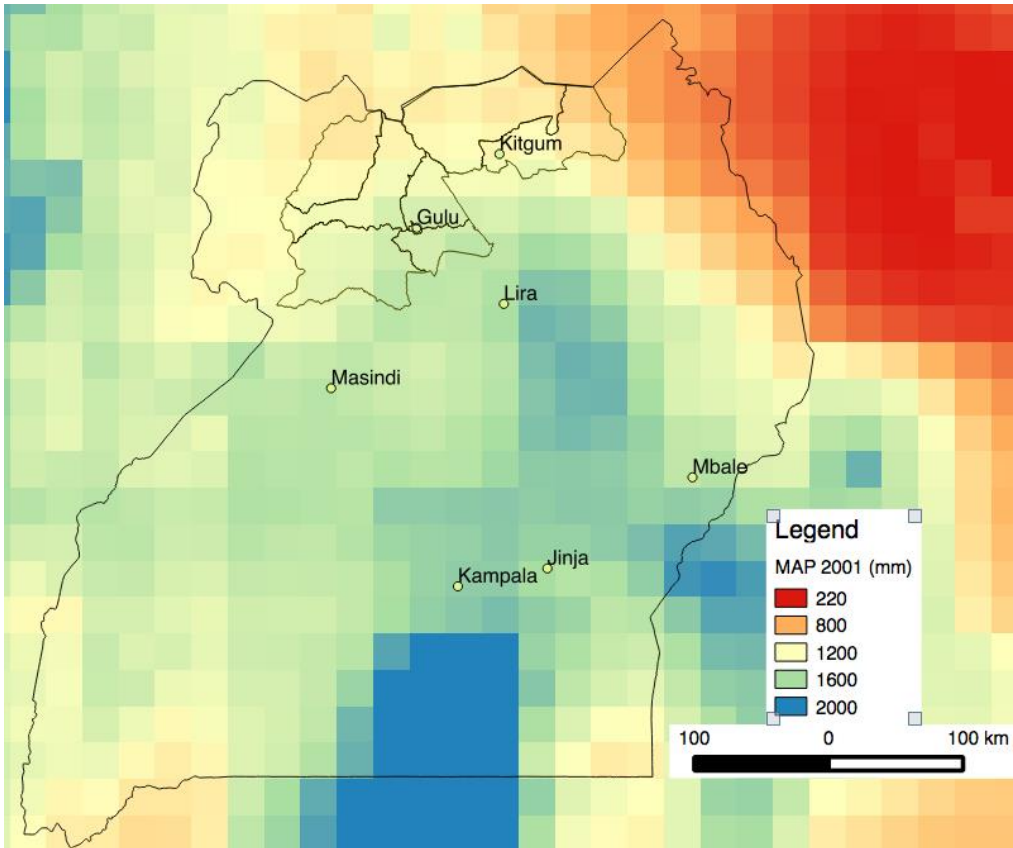 Kitgum
Gulu
Lira
Masindi
Mbale
Jinja
Kampala
Legend
MAP 2001 (mm)
220
800
1200
1600
2000
100 0 100 km